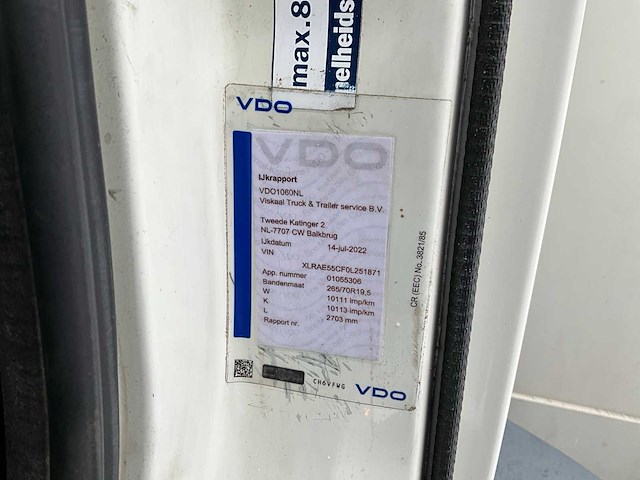 max.8
nelheids
VDO
VDO
IJkrapport
VDO1060NL
Viskaal Truck & Trailer service B.V.
Tweede Katinger 2
NL-7707 CW Balkbrug
IJkdatum 14-jul-2022
VIN
XLRAE55CF0L251871
App. nummer 01055306
Bandenmaat 265/70R19,5
W 10111 imp/km
K 10113 imp/km
L 2703 mm
Rapport nr.
CR (EEC) No. 3821/85
CH6VFWG
VDO